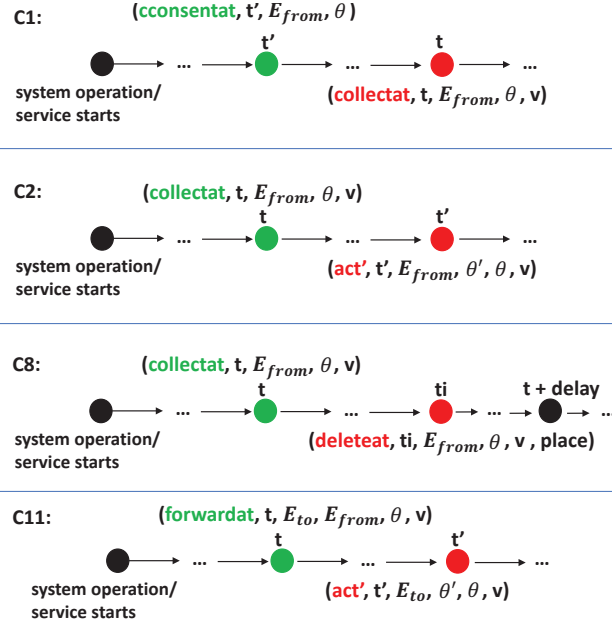 C1:
(cconsentat, t', E_from, θ )
t'
t
...
...
...
system operation/
service starts
(collectat, t, E_from, θ , v)
C2:
(collectat, t, E_from, θ, v)
t
t'
...
...
...
system operation/
service starts
(act', t', E_from, θ', θ, v)
C8:
(collectat, t, E_from, θ, v)
t
ti
t + delay
...
...
...
...
system operation/
service starts
(deleteat, ti, E_from, θ, v , place)
C11:
(forwardat, t, E_to, E_from, θ, v)
t
t'
...
...
...
system operation/
service starts
(act', t', E_to, θ', θ, v)